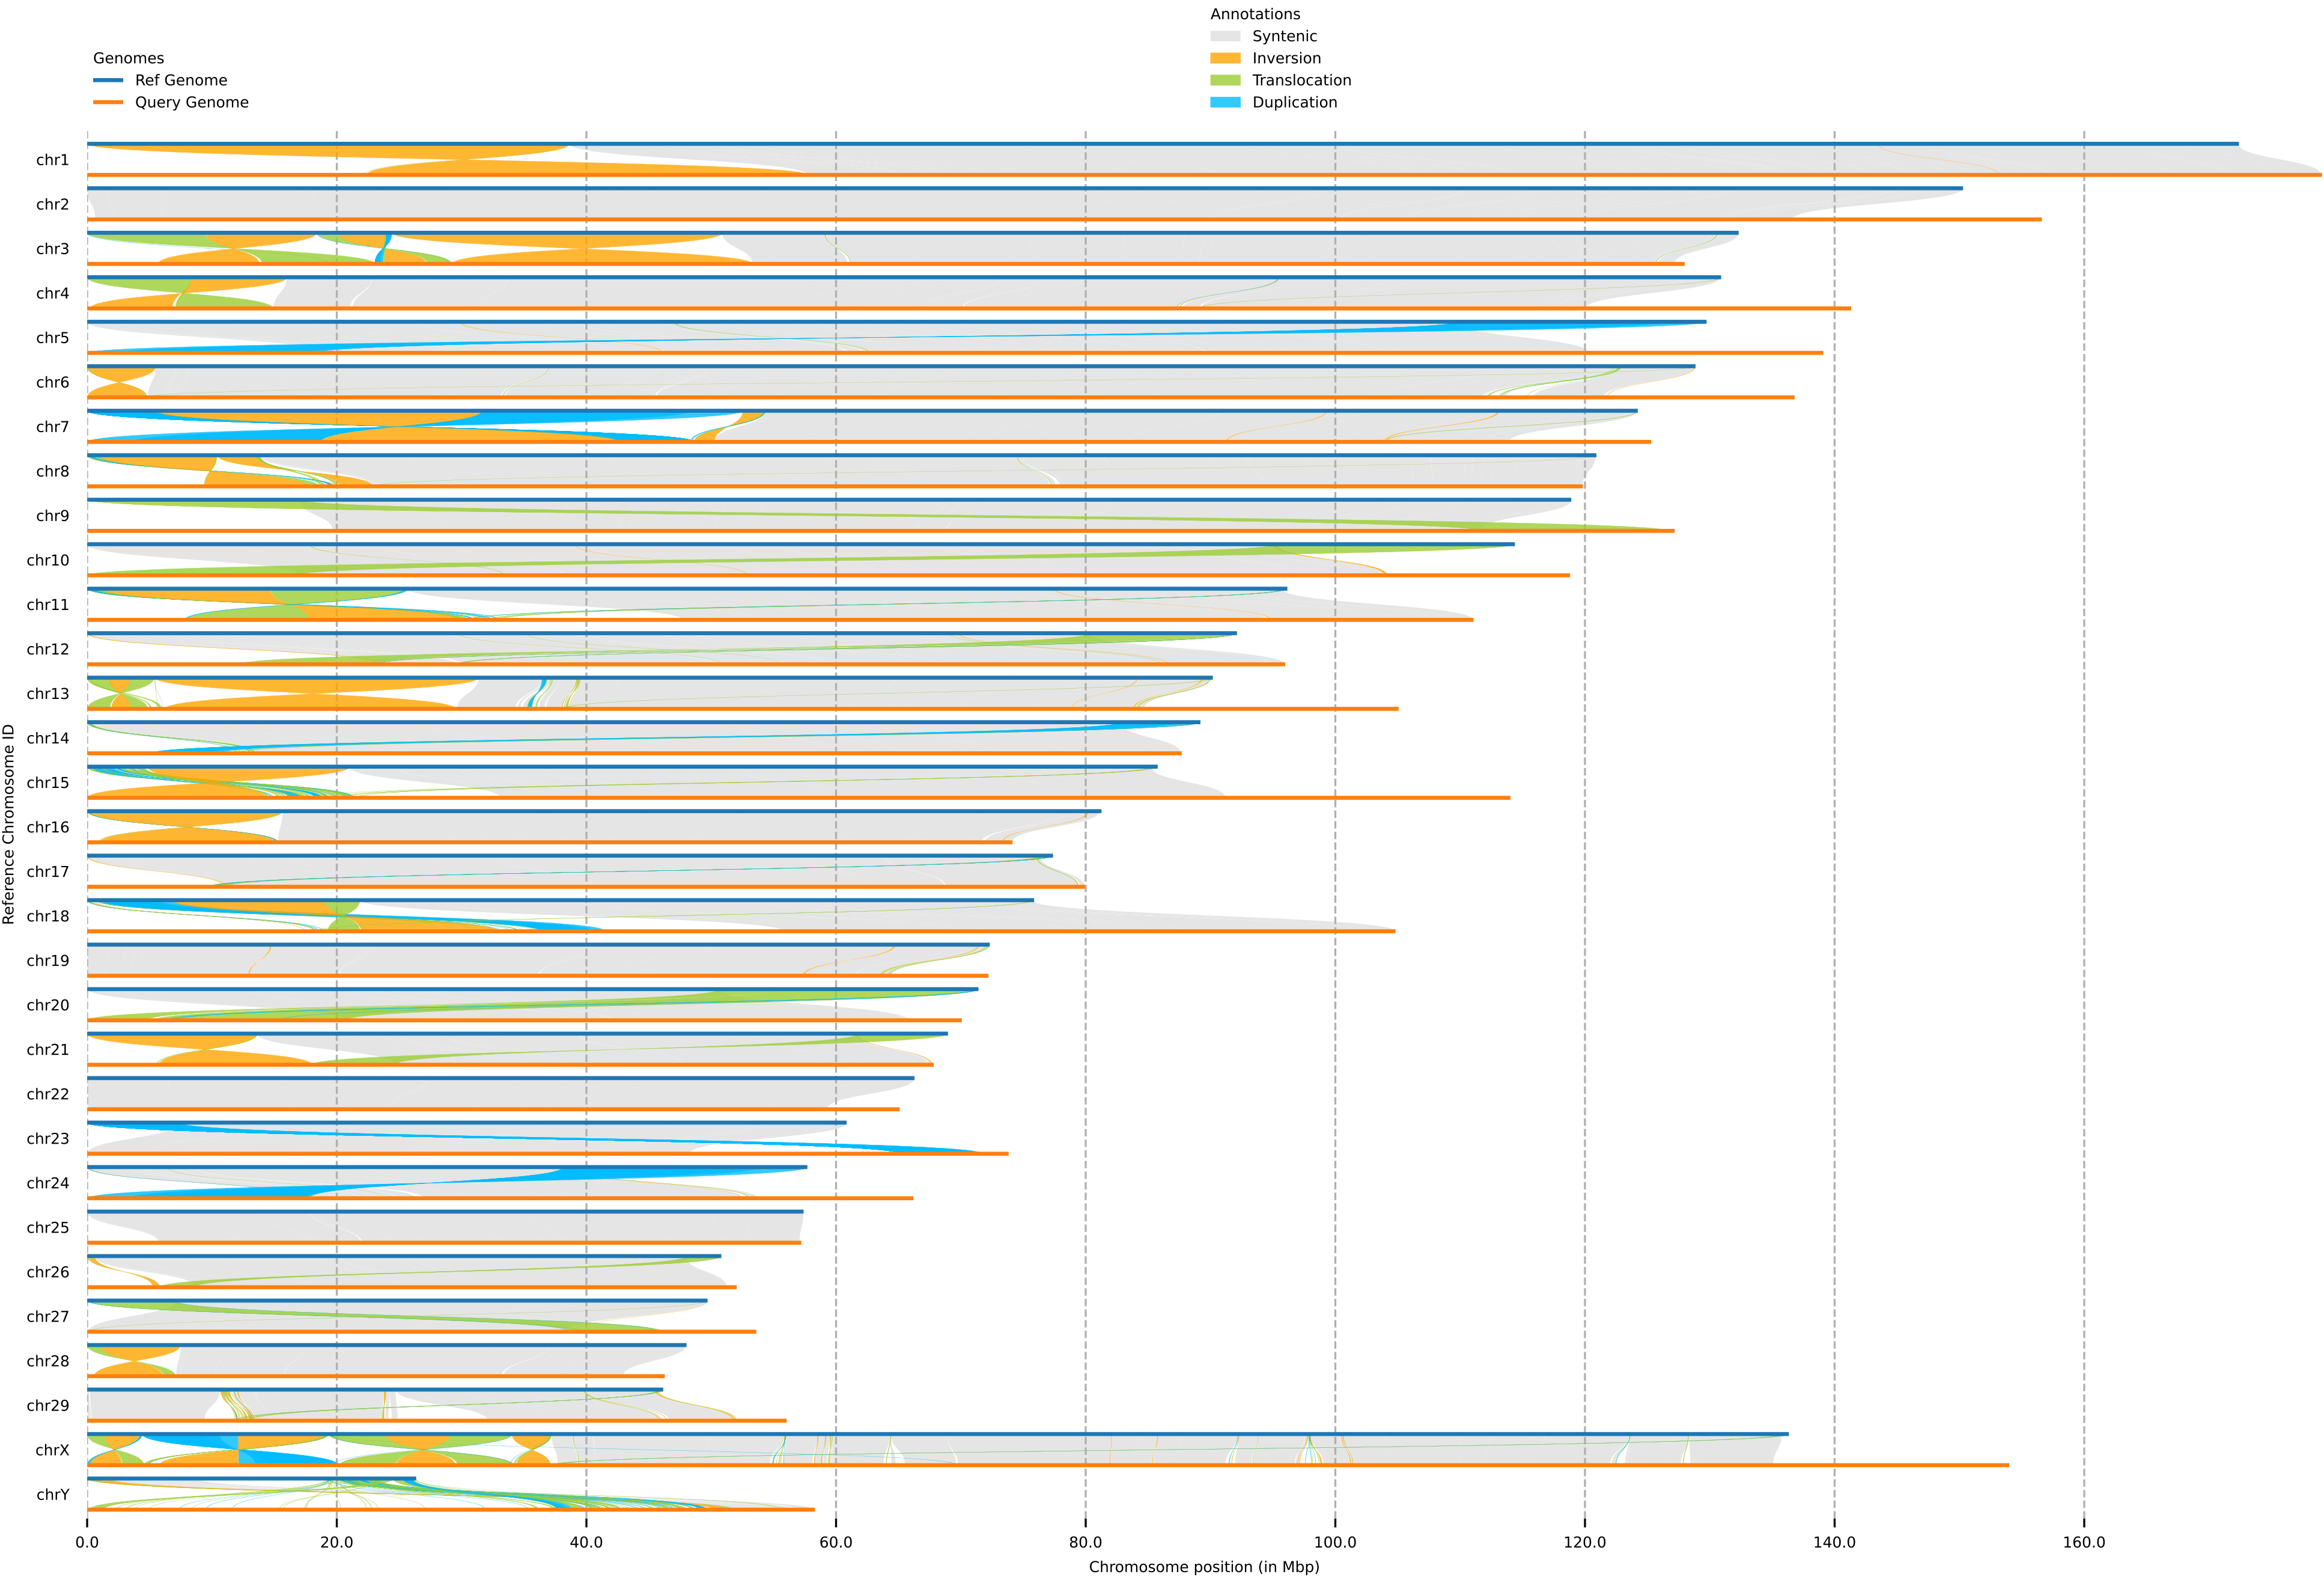 Genomes
Ref Genome
Query Genome
Annotations
Syntenic
Inversion
Translocation
Duplication
Reference Chromosome ID
chr1
chr2
chr3
chr4
chr5
chr6
chr7
chr8
chr9
chr10
chr11
chr12
chr13
chr14
chr15
chr16
chr17
chr18
chr19
chr20
chr21
chr22
chr23
chr24
chr25
chr26
chr27
chr28
chr29
chrX
chrY
0.0 20.0 40.0 60.0 80.0 100.0 120.0 140.0 160.0
Chromosome position (in Mbp)